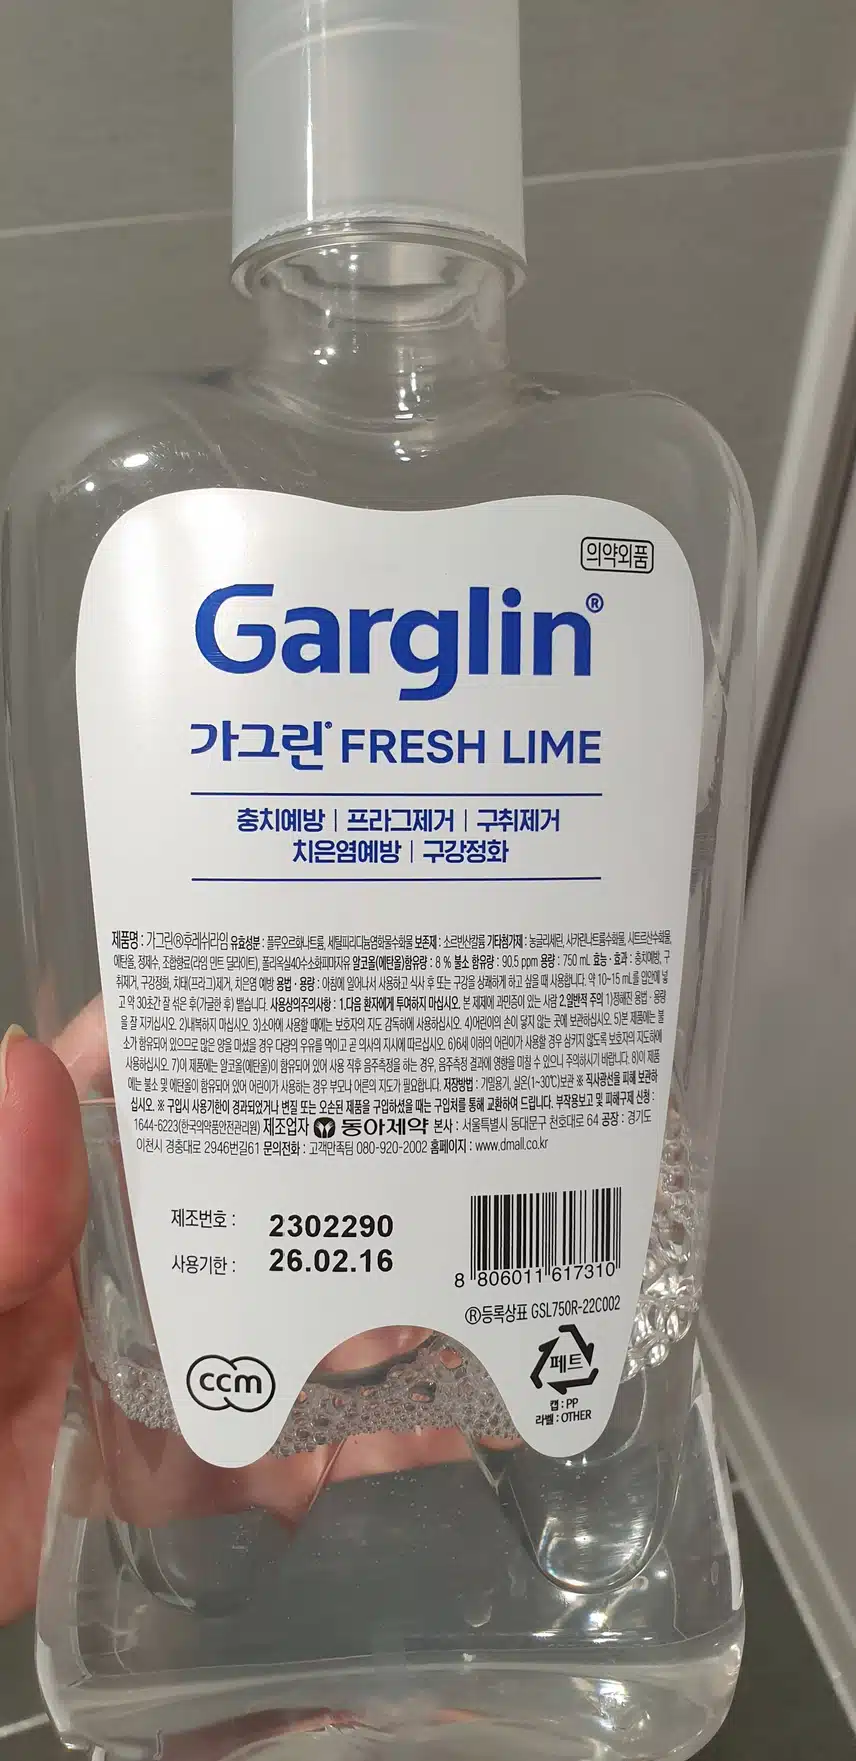 의약외품
Garglin®
가그린® FRESH LIME
충치예방 | 프라그제거 | 구취제거
치은염예방 | 구강정화
제품명 : 가그린®후레쉬라임 유효성분 : 플루오르화나트륨, 세틸피리디늄염화물수화물 보존제 : 소르빈산칼륨 기타첨가제 : 농글리세린, 사카린나트륨수화물, 시트르산수화물,
에탄올, 정제수, 조합향료(라임 민트 딜라이트), 폴리옥실40수소화피마자유 알코올(에탄올)함유량 : 8 % 불소 함유량 : 90.5 ppm 용량 : 750 mL 효능·효과 : 충치예방, 구
취제거, 구강정화, 치태(프라그)제거, 치은염 예방 용법·용량 : 아침에 일어나서 사용하고 식사 후 또는 구강을 상쾌하게 하고 싶을 때 사용합니다. 약 10~15 mL를 입안에 넣
고 약 30초간 잘 섞은 후(가글한 후) 뱉습니다. 사용상의주의사항 : 1.다음 환자에게 투여하지 마십시오. 본 제제에 과민증이 있는 사람 2.일반적 주의 1)정해진 용법·용량
을 잘 지키십시오. 2)내복하지 마십시오. 3)소아에 사용할 때에는 보호자의 지도 감독하에 사용하십시오. 4)어린이의 손이 닿지 않는 곳에 보관하십시오. 5)본 제품에는 불
소가 함유되어 있으므로 많은 양을 마셨을 경우 다량의 우유를 먹이고 곧 의사의 지시에 따르십시오. 6)6세 이하의 어린이가 사용할 경우 삼키지 않도록 보호자의 지도하에
사용하십시오. 7)이 제품에는 알코올(에탄올)이 함유되어 있어 사용 직후 음주측정을 하는 경우, 음주측정 결과에 영향을 미칠 수 있으니 주의하시기 바랍니다. 8)이 제품
에는 불소 및 에탄올이 함유되어 있어 어린이가 사용하는 경우 부모나 어른의 지도가 필요합니다. 저장방법 : 기밀용기, 실온(1~30℃)보관 ※ 직사광선을 피해 보관하
십시오. ※ 구입시 사용기한이 경과되었거나 변질 또는 오손된 제품을 구입하셨을 때는 구입처를 통해 교환하여 드립니다. 부작용보고 및 피해구제 신청 :
1644-6223(한국의약품안전관리원) 제조업자 동아제약 본사 : 서울특별시 동대문구 천호대로 64 공장 : 경기도
이천시 경충대로 2946번길61 문의전화 : 고객만족팀 080-920-2002 홈페이지 : www.dmall.co.kr
제조번호 : 2302290
사용기한 : 26.02.16
8 806011 617310
®등록상표 GSL750R-22C002
ccm
페트
캡 : PP
라벨 : OTHER